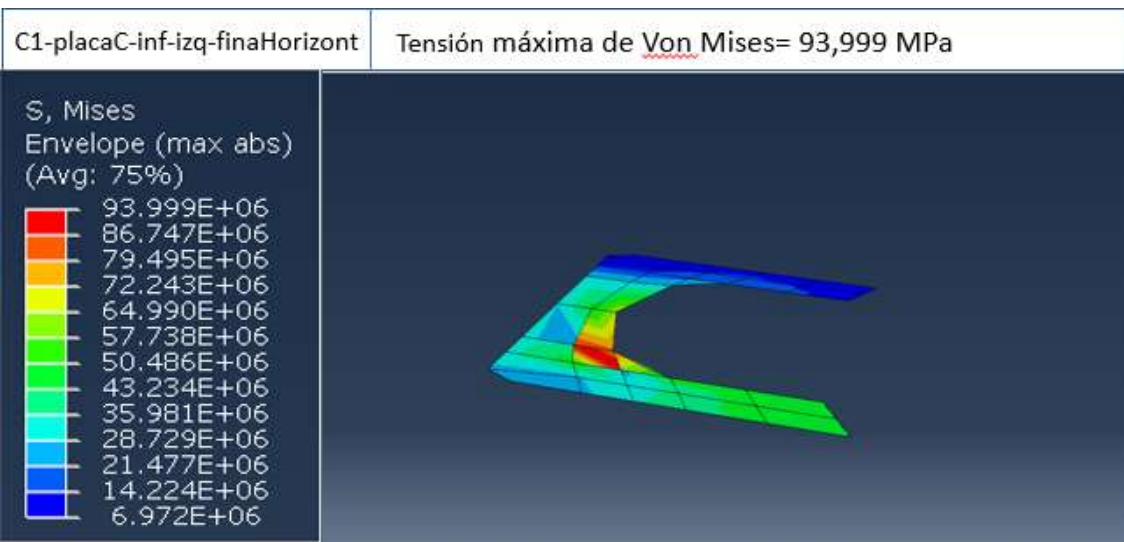 C1-placaC-inf-izq-finaHorizont
Tensión máxima de Von Mises= 93,999 MPa
S, Mises
Envelope (max abs)
(Avg: 75%)
93.999E+06
86.747E+06
79.495E+06
72.243E+06
64.990E+06
57.738E+06
50.486E+06
43.234E+06
35.981E+06
28.729E+06
21.477E+06
14.224E+06
6.972E+06